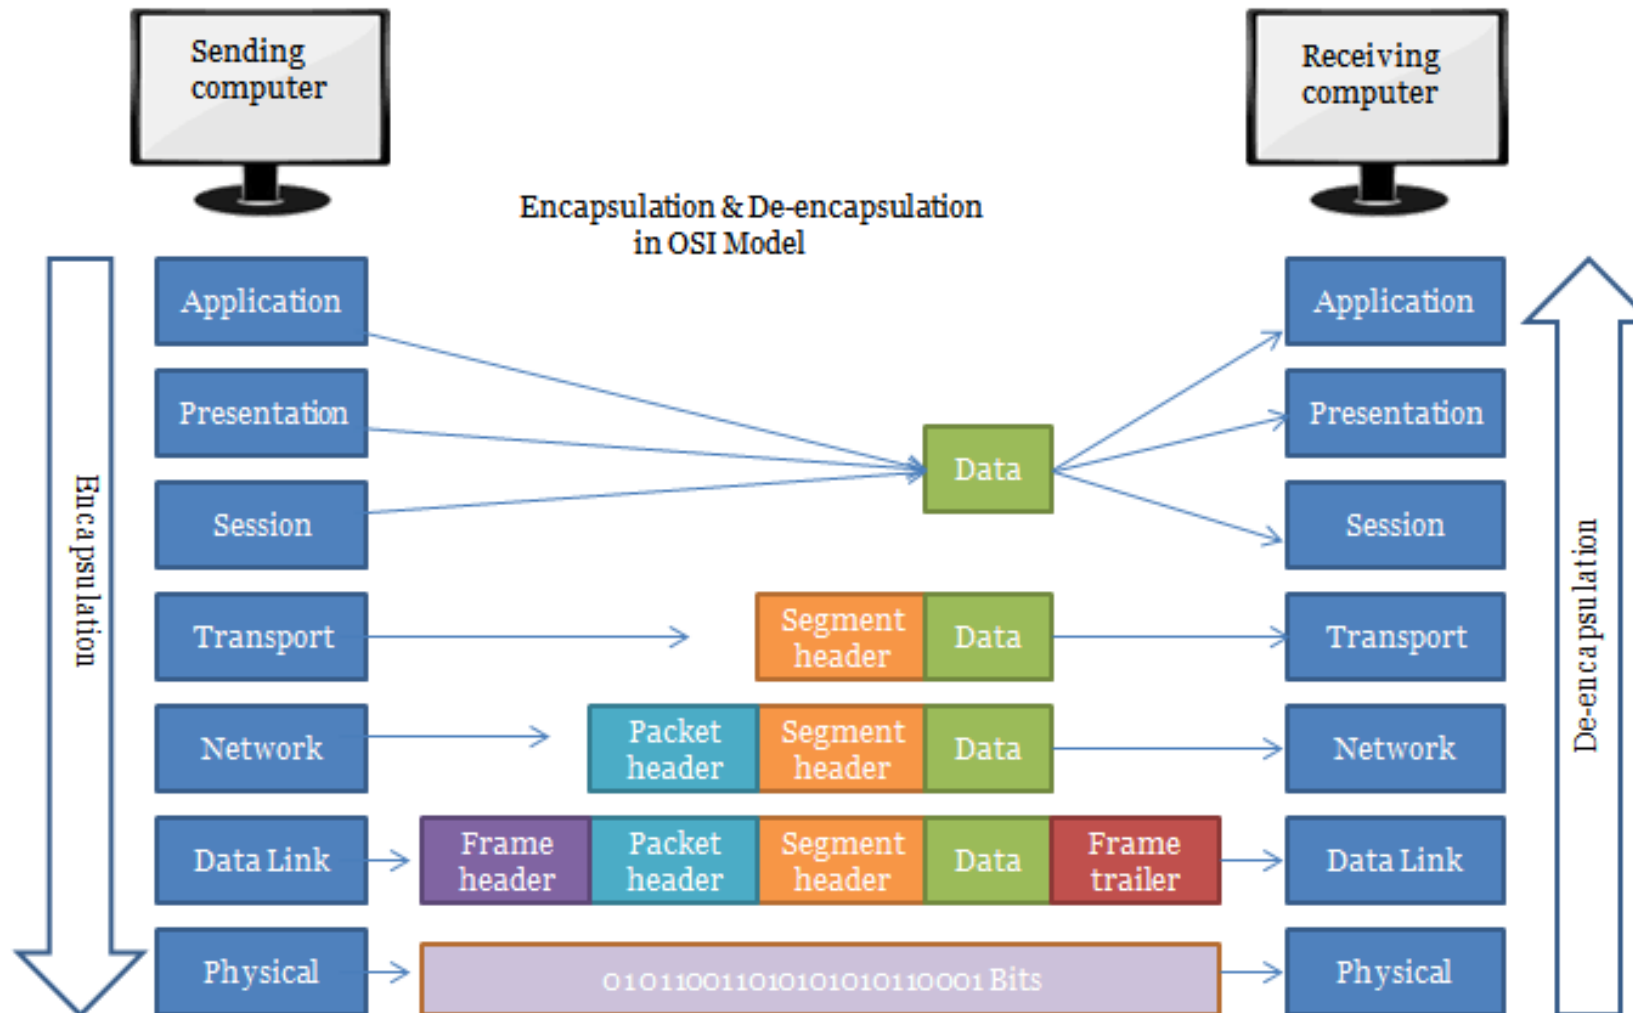 Sending
computer
Receiving
computer
Encapsulation & De-encapsulation
in OSI Model
Encapsulation
Application
Application
Presentation
Data
Presentation
Session
Session
De-encapsulation
Transport
Segment
header
Data
Transport
Network
Packet
header
Segment
header
Data
Network
Data Link
Frame
header
Packet
header
Segment
header
Data
Frame
trailer
Data Link
Physical
010110011010101010110001 Bits
Physical